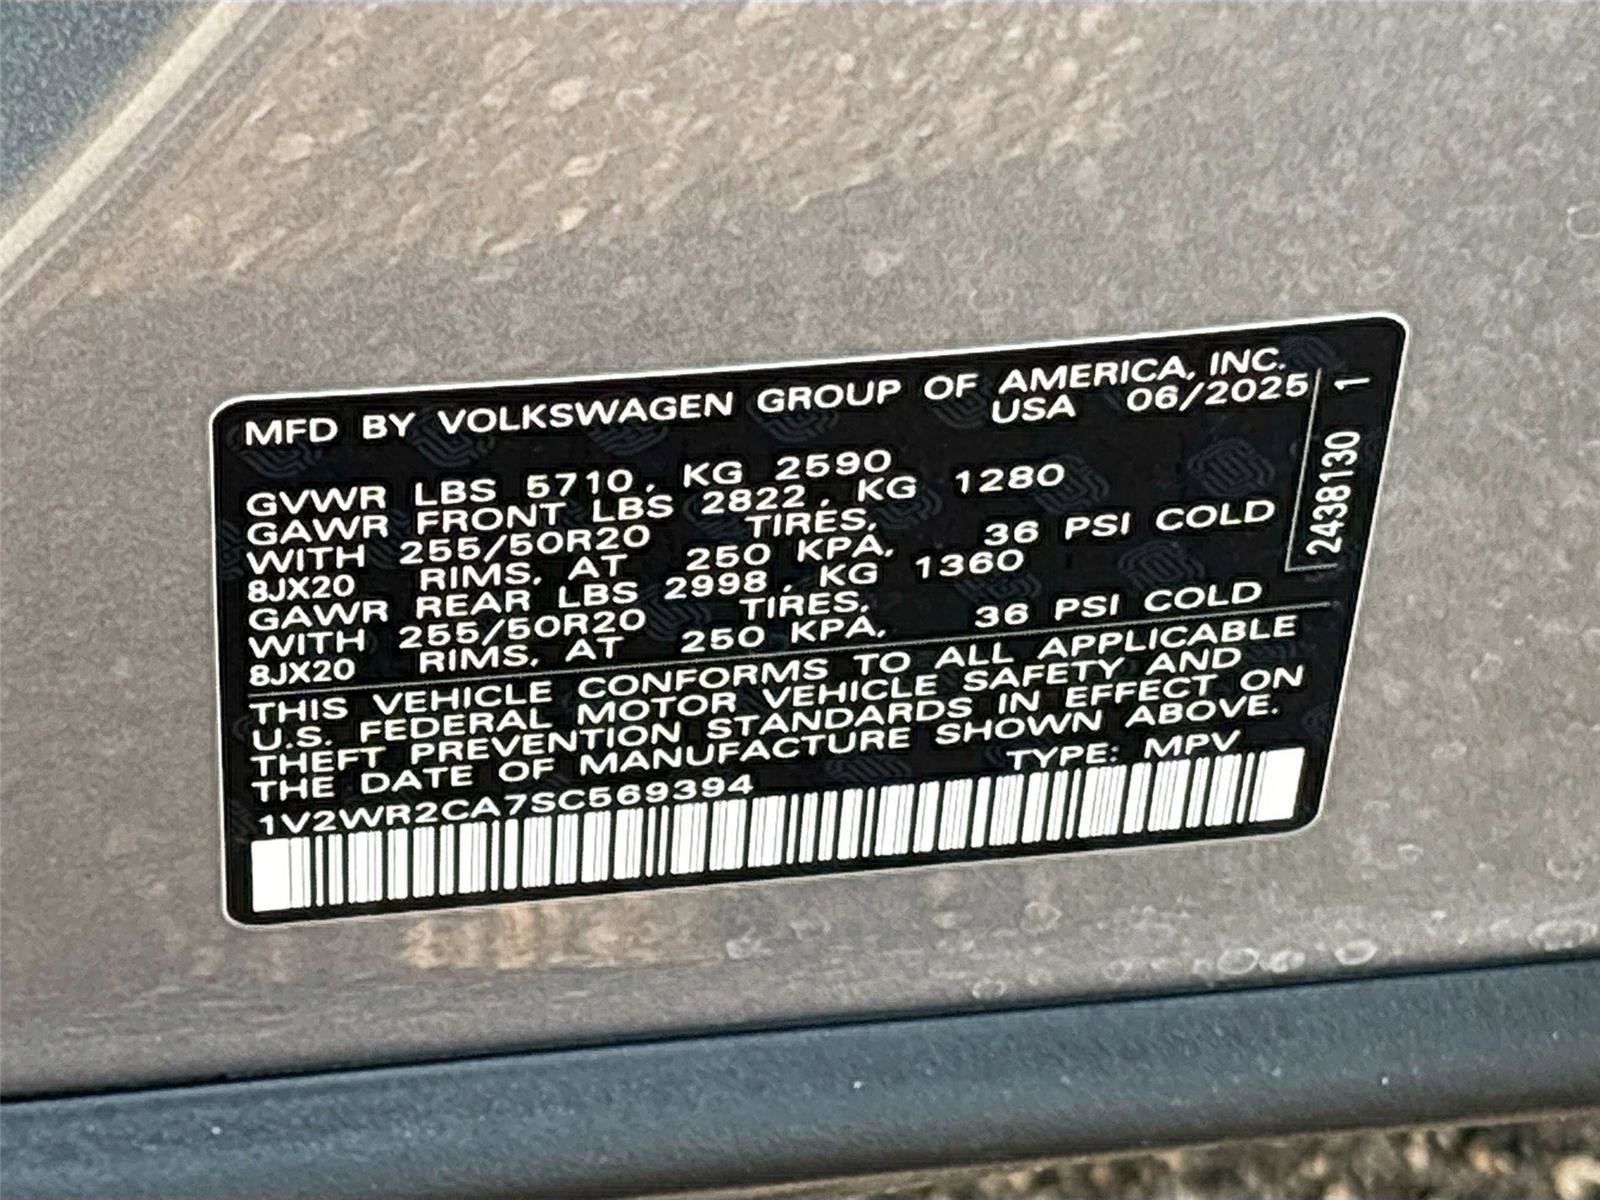 MFD BY VOLKSWAGEN GROUP OF AMERICA, INC.
USA 06/2025
GVWR LBS 5710, KG 2590
GAWR FRONT LBS 2822, KG 1280
WITH 255/50R20 TIRES,
8JX20 RIMS, AT 250 KPA, 36 PSI COLD
GAWR REAR LBS 2998, KG 1360
WITH 255/50R20 TIRES,
8JX20 RIMS, AT 250 KPA, 36 PSI COLD
THIS VEHICLE CONFORMS TO ALL APPLICABLE
U.S. FEDERAL MOTOR VEHICLE SAFETY AND
THEFT PREVENTION STANDARDS IN EFFECT ON
THE DATE OF MANUFACTURE SHOWN ABOVE.
1V2WR2CA7SC569394 TYPE: MPV
2438130 1